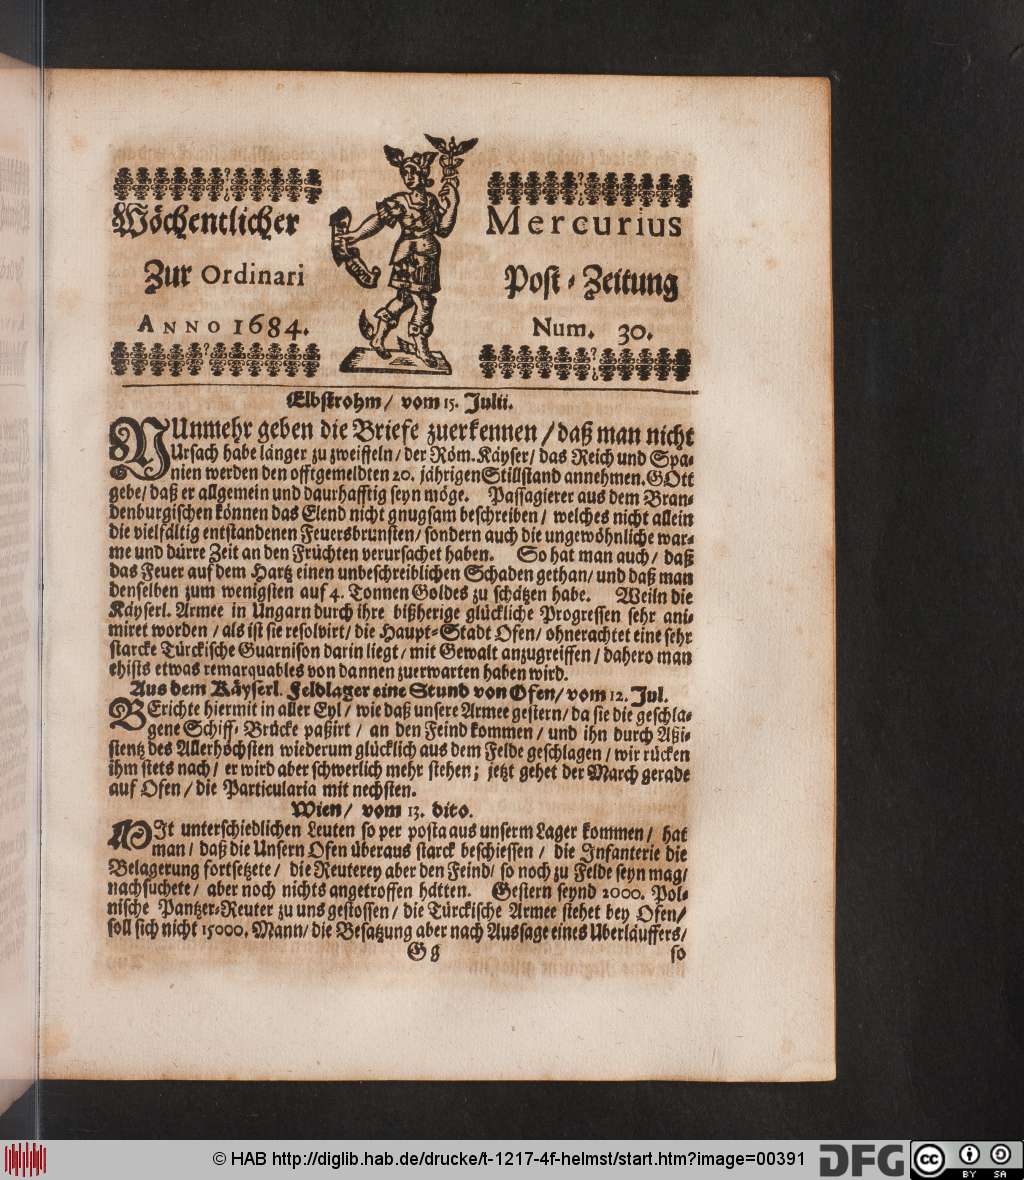 Wöchentlicher Mercurius
Zur Ordinari Post-Zeitung
ANNO 1684. Num. 30.
Elbstrohm/ vom 15. Julii.
NUnmehr geben die Briefe zuerkennen/ daß man nicht
Ursach habe länger zu zweiffeln/ der Röm. Käyser/ das Reich und Spa-
nien werden den offtgemeldten 20. jährigen Stillstand annehmen. GOtt
gebe/ daß er allgemein und daurhafftig seyn möge. Passagierer aus dem Bran-
denburgischen können das Elend nicht gnugsam beschreiben/ welches nicht allein
die vielfältig entstandenen Feuersbrunsten/ sondern auch die ungewöhnliche war-
me und dürre Zeit an den Früchten verursachet haben. So hat man auch/ daß
das Feuer auf dem Hartz einen unbeschreiblichen Schaden gethan/ und daß man
denselben zum wenigsten auf 4. Tonnen Goldes zu schätzen habe. Weiln die
Käyserl. Armee in Ungarn durch ihre bißherige glückliche Progressen sehr ani-
miret worden/ als ist sie resolvirt/ die Haupt-Stadt Ofen/ ohnerachtet eine sehr
starcke Türckische Guarnison darin liegt/ mit Gewalt anzugreiffen/ dahero man
ehists etwas remarquables von dannen zuerwarten haben wird.
Aus dem Käyserl. Feldlager eine Stund von Ofen/ vom 12. Jul.
BErichte hiermit in aller Eyl/ wie daß unsere Armee gestern/ da sie die geschla-
gene Schiff-Brücke paßirt/ an den Feind kommen/ und ihn durch Aßi-
stentz des Allerhöchsten wiederum glücklich aus dem Felde geschlagen/ wir rücken
ihm stets nach/ er wird aber schwerlich mehr stehen; jetzt gehet der March gerade
auf Ofen/ die Particularia mit nechsten.
Wien/ vom 13. dito.
MIt unterschiedlichen Leuten so per posta aus unserm Lager kommen/ hat
man/ daß die Unsern Ofen überaus starck beschiessen/ die Infanterie die
Belagerung fortsetzete/ die Reuterey aber den Feind/ so noch zu Felde seyn mag/
nachsuchete/ aber noch nichts angetroffen hätten. Gestern seynd 2000. Pol-
nische Pantzer-Reuter zu uns gestossen/ die Türckische Armee stehet bey Ofen/
soll sich nicht 15000. Mann/ die Besatzung aber nach Aussage eines Uberläuffers/
G g so
© HAB http://diglib.hab.de/drucke/t-1217-4f-helmst/start.htm?image=00391
DFG
cc BY SA